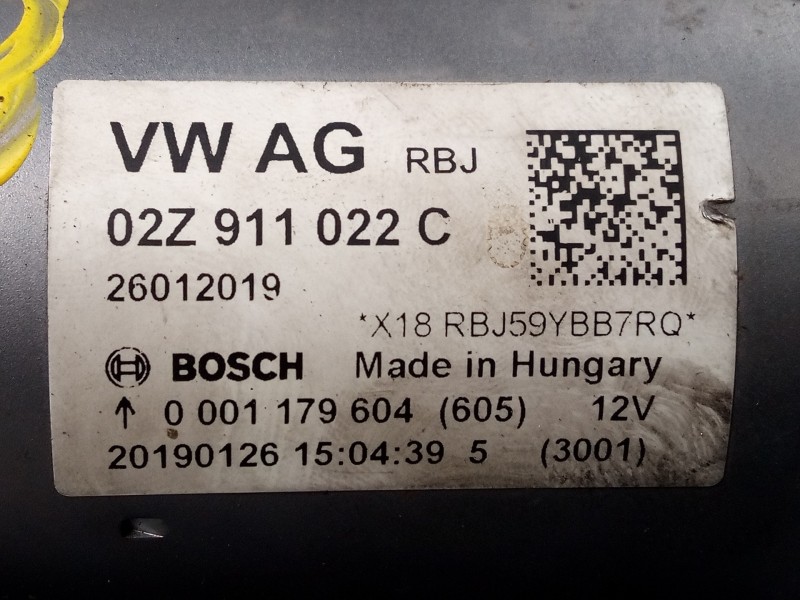 VW AG RBJ
02Z 911 022 C
26012019
*X18 RBJ59YBB7RQ*
BOSCH Made in Hungary
↑ 0 001 179 604 (605) 12V
20190126 15:04:39 5 (3001)